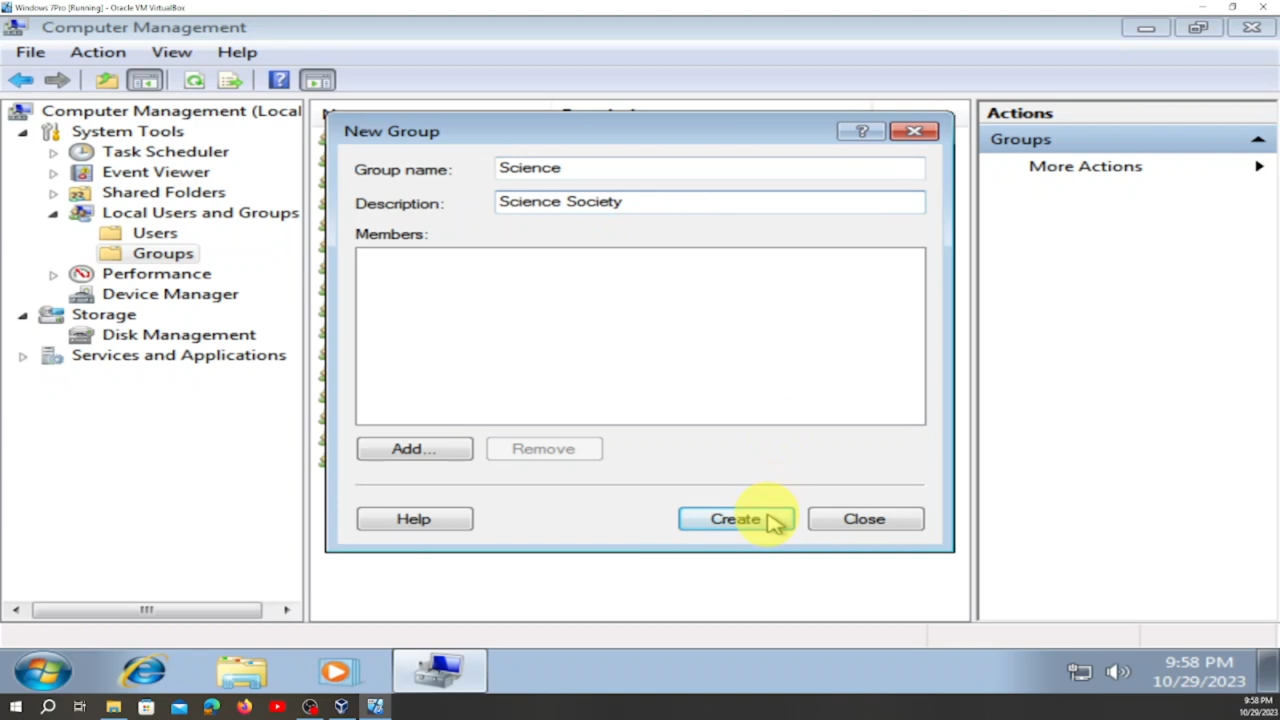 Windows 7Pro [Running] - Oracle VM VirtualBox
Computer Management
File Action View Help
Computer Management (Local
System Tools
Task Scheduler
Event Viewer
Shared Folders
Local Users and Groups
Users
Groups
Performance
Device Manager
Storage
Disk Management
Services and Applications
New Group
Group name: Science
Description: Science Society
Members:
Add... Remove
Help Create Close
Actions
Groups
More Actions
9:58 PM
10/29/2023
9:58 PM
10/29/2023